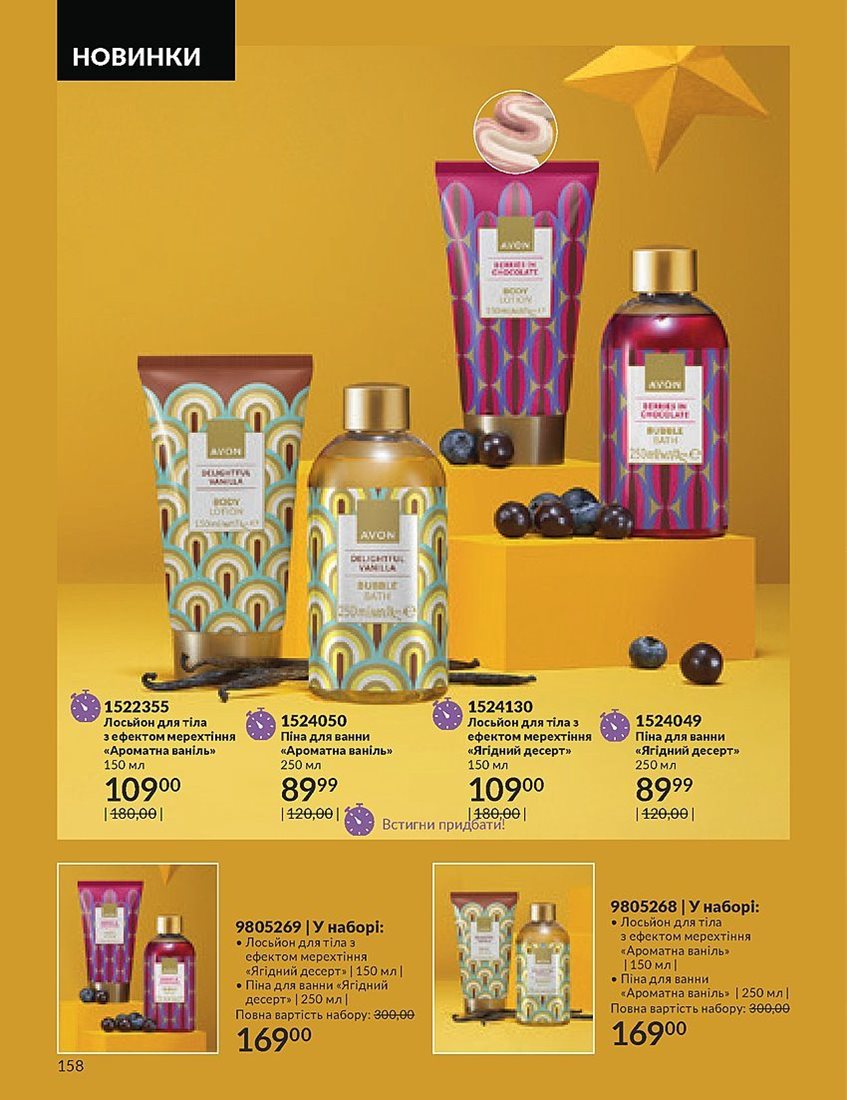 НОВИНКИ
AVON
BERRIES IN
CHOCOLATE
BODY
LOTION
AVON
BERRIES IN
CHOCOLATE
BUBBLE
BATH
250 ml
AVON
DELIGHTFUL
VANILLA
BODY
LOTION
150 ml
AVON
DELIGHTFUL
VANILLA
BUBBLE
BATH
250 ml
1522355
Лосьйон для тіла
з ефектом мерехтіння
«Ароматна ваніль»
150 мл
109⁰⁰
| 180,00 |
1524050
Піна для ванни
«Ароматна ваніль»
250 мл
89⁹⁹
| 120,00 |
1524130
Лосьйон для тіла з
ефектом мерехтіння
«Ягідний десерт»
150 мл
109⁰⁰
| 180,00 |
1524049
Піна для ванни
«Ягідний десерт»
250 мл
89⁹⁹
| 120,00 |
Встигни придбати!
9805269 | У наборі:
• Лосьйон для тіла з
ефектом мерехтіння
«Ягідний десерт» | 150 мл |
• Піна для ванни «Ягідний
десерт» | 250 мл |
Повна вартість набору: 300,00
169⁰⁰
9805268 | У наборі:
• Лосьйон для тіла
з ефектом мерехтіння
«Ароматна ваніль»
| 150 мл |
• Піна для ванни
«Ароматна ваніль» | 250 мл |
Повна вартість набору: 300,00
169⁰⁰
158